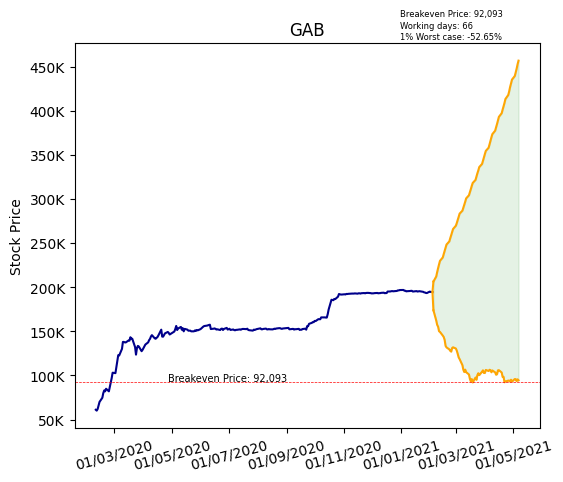 Breakeven Price: 92,093
Working days: 66
1% Worst case: -52.65%
GAB
Stock Price
450K
400K
350K
300K
250K
200K
150K
100K
50K
Breakeven Price: 92,093
01/03/2020
01/05/2020
01/07/2020
01/09/2020
01/11/2020
01/01/2021
01/03/2021
01/05/2021